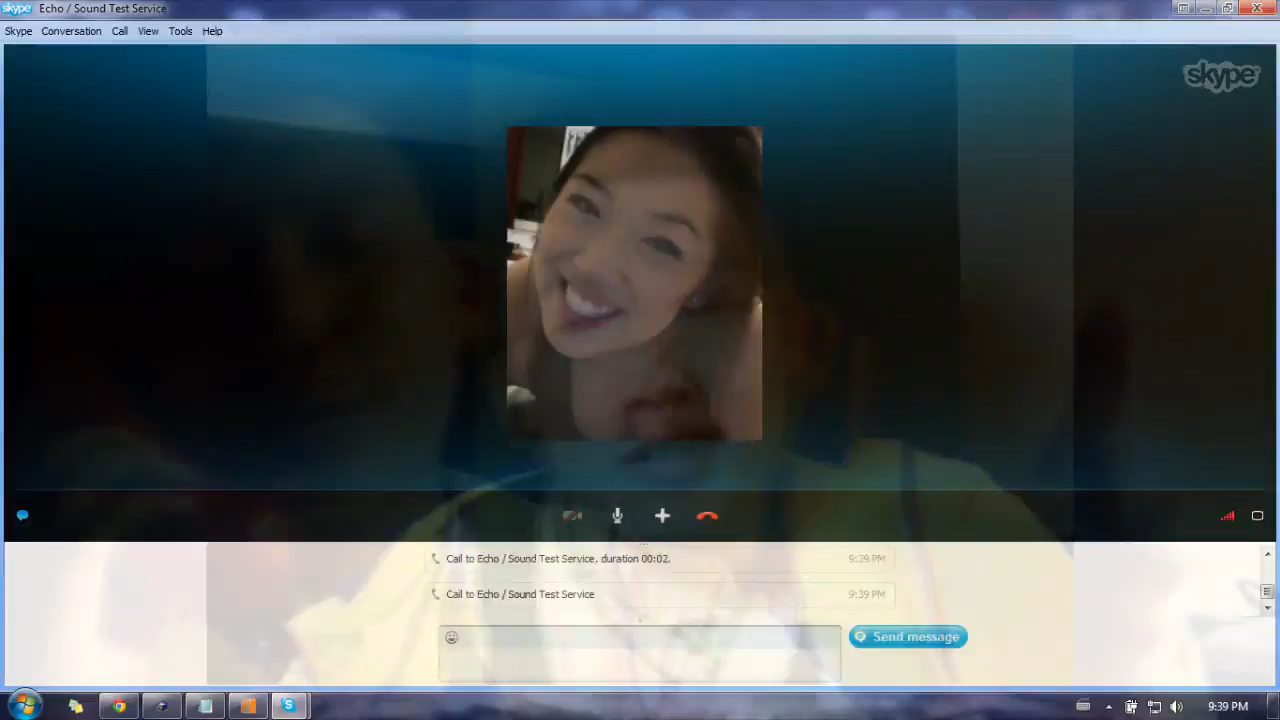 Echo / Sound Test Service
Skype Conversation Call View Tools Help
skype
Call to Echo / Sound Test Service, duration 00:02. 9:39 PM
Call to Echo / Sound Test Service 9:39 PM
Send message
9:39 PM